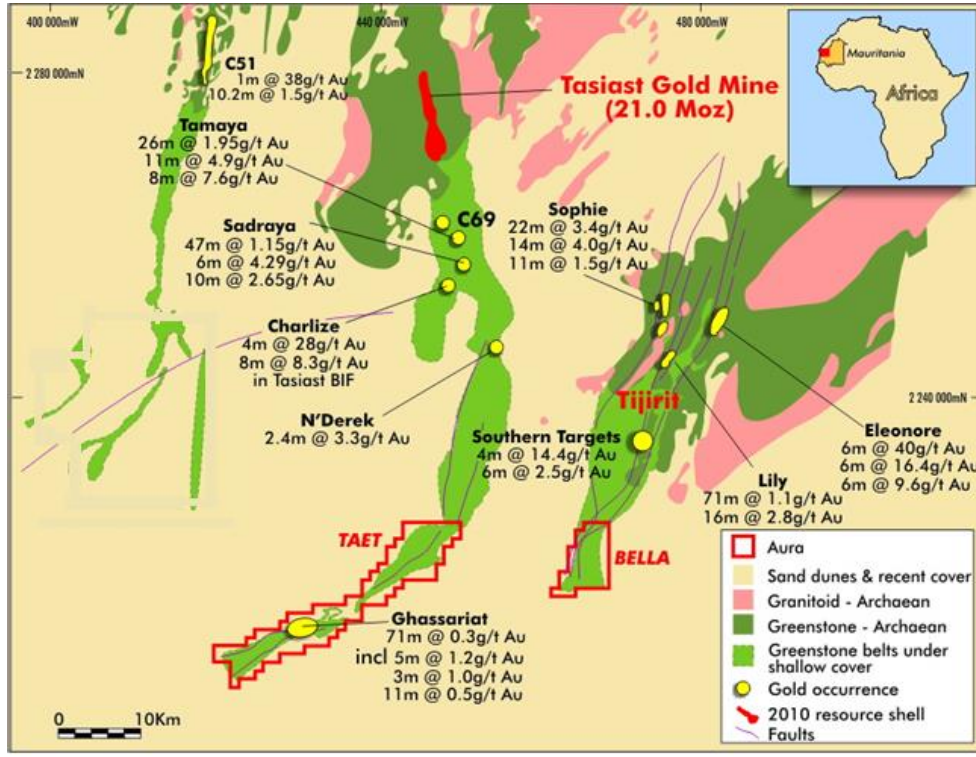 400 000mW
440 000mW
480 000mW
2 280 000mN
C51
1m @ 38g/t Au
10.2m @ 1.5g/t Au
Tasiast Gold Mine
(21.0 Moz)
Mauritania
Africa
Tamaya
26m @ 1.95g/t Au
11m @ 4.9g/t Au
8m @ 7.6g/t Au
C69
Sadraya
47m @ 1.15g/t Au
6m @ 4.29g/t Au
10m @ 2.65g/t Au
Sophie
22m @ 3.4g/t Au
14m @ 4.0g/t Au
11m @ 1.5g/t Au
Charlize
4m @ 28g/t Au
8m @ 8.3g/t Au
in Tasiast BIF
N'Derek
2.4m @ 3.3g/t Au
Tijirit
2 240 000mN
Southern Targets
4m @ 14.4g/t Au
6m @ 2.5g/t Au
Eleonore
6m @ 40g/t Au
6m @ 16.4g/t Au
6m @ 9.6g/t Au
Lily
71m @ 1.1g/t Au
16m @ 2.8g/t Au
TAET
BELLA
Ghassariat
71m @ 0.3g/t Au
incl 5m @ 1.2g/t Au
3m @ 1.0g/t Au
11m @ 0.5g/t Au
Aura
Sand dunes & recent cover
Granitoid - Archaean
Greenstone - Archaean
Greenstone belts under
shallow cover
Gold occurrence
2010 resource shell
Faults
0 10Km